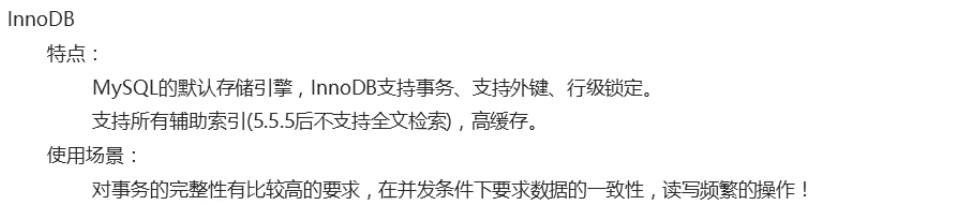 InnoDB
特点：
MySQL的默认存储引擎，InnoDB支持事务、支持外键、行级锁定。
支持所有辅助索引(5.5.5后不支持全文检索)，高缓存。
使用场景：
对事务的完整性有比较高的要求，在并发条件下要求数据的一致性，读写频繁的操作！